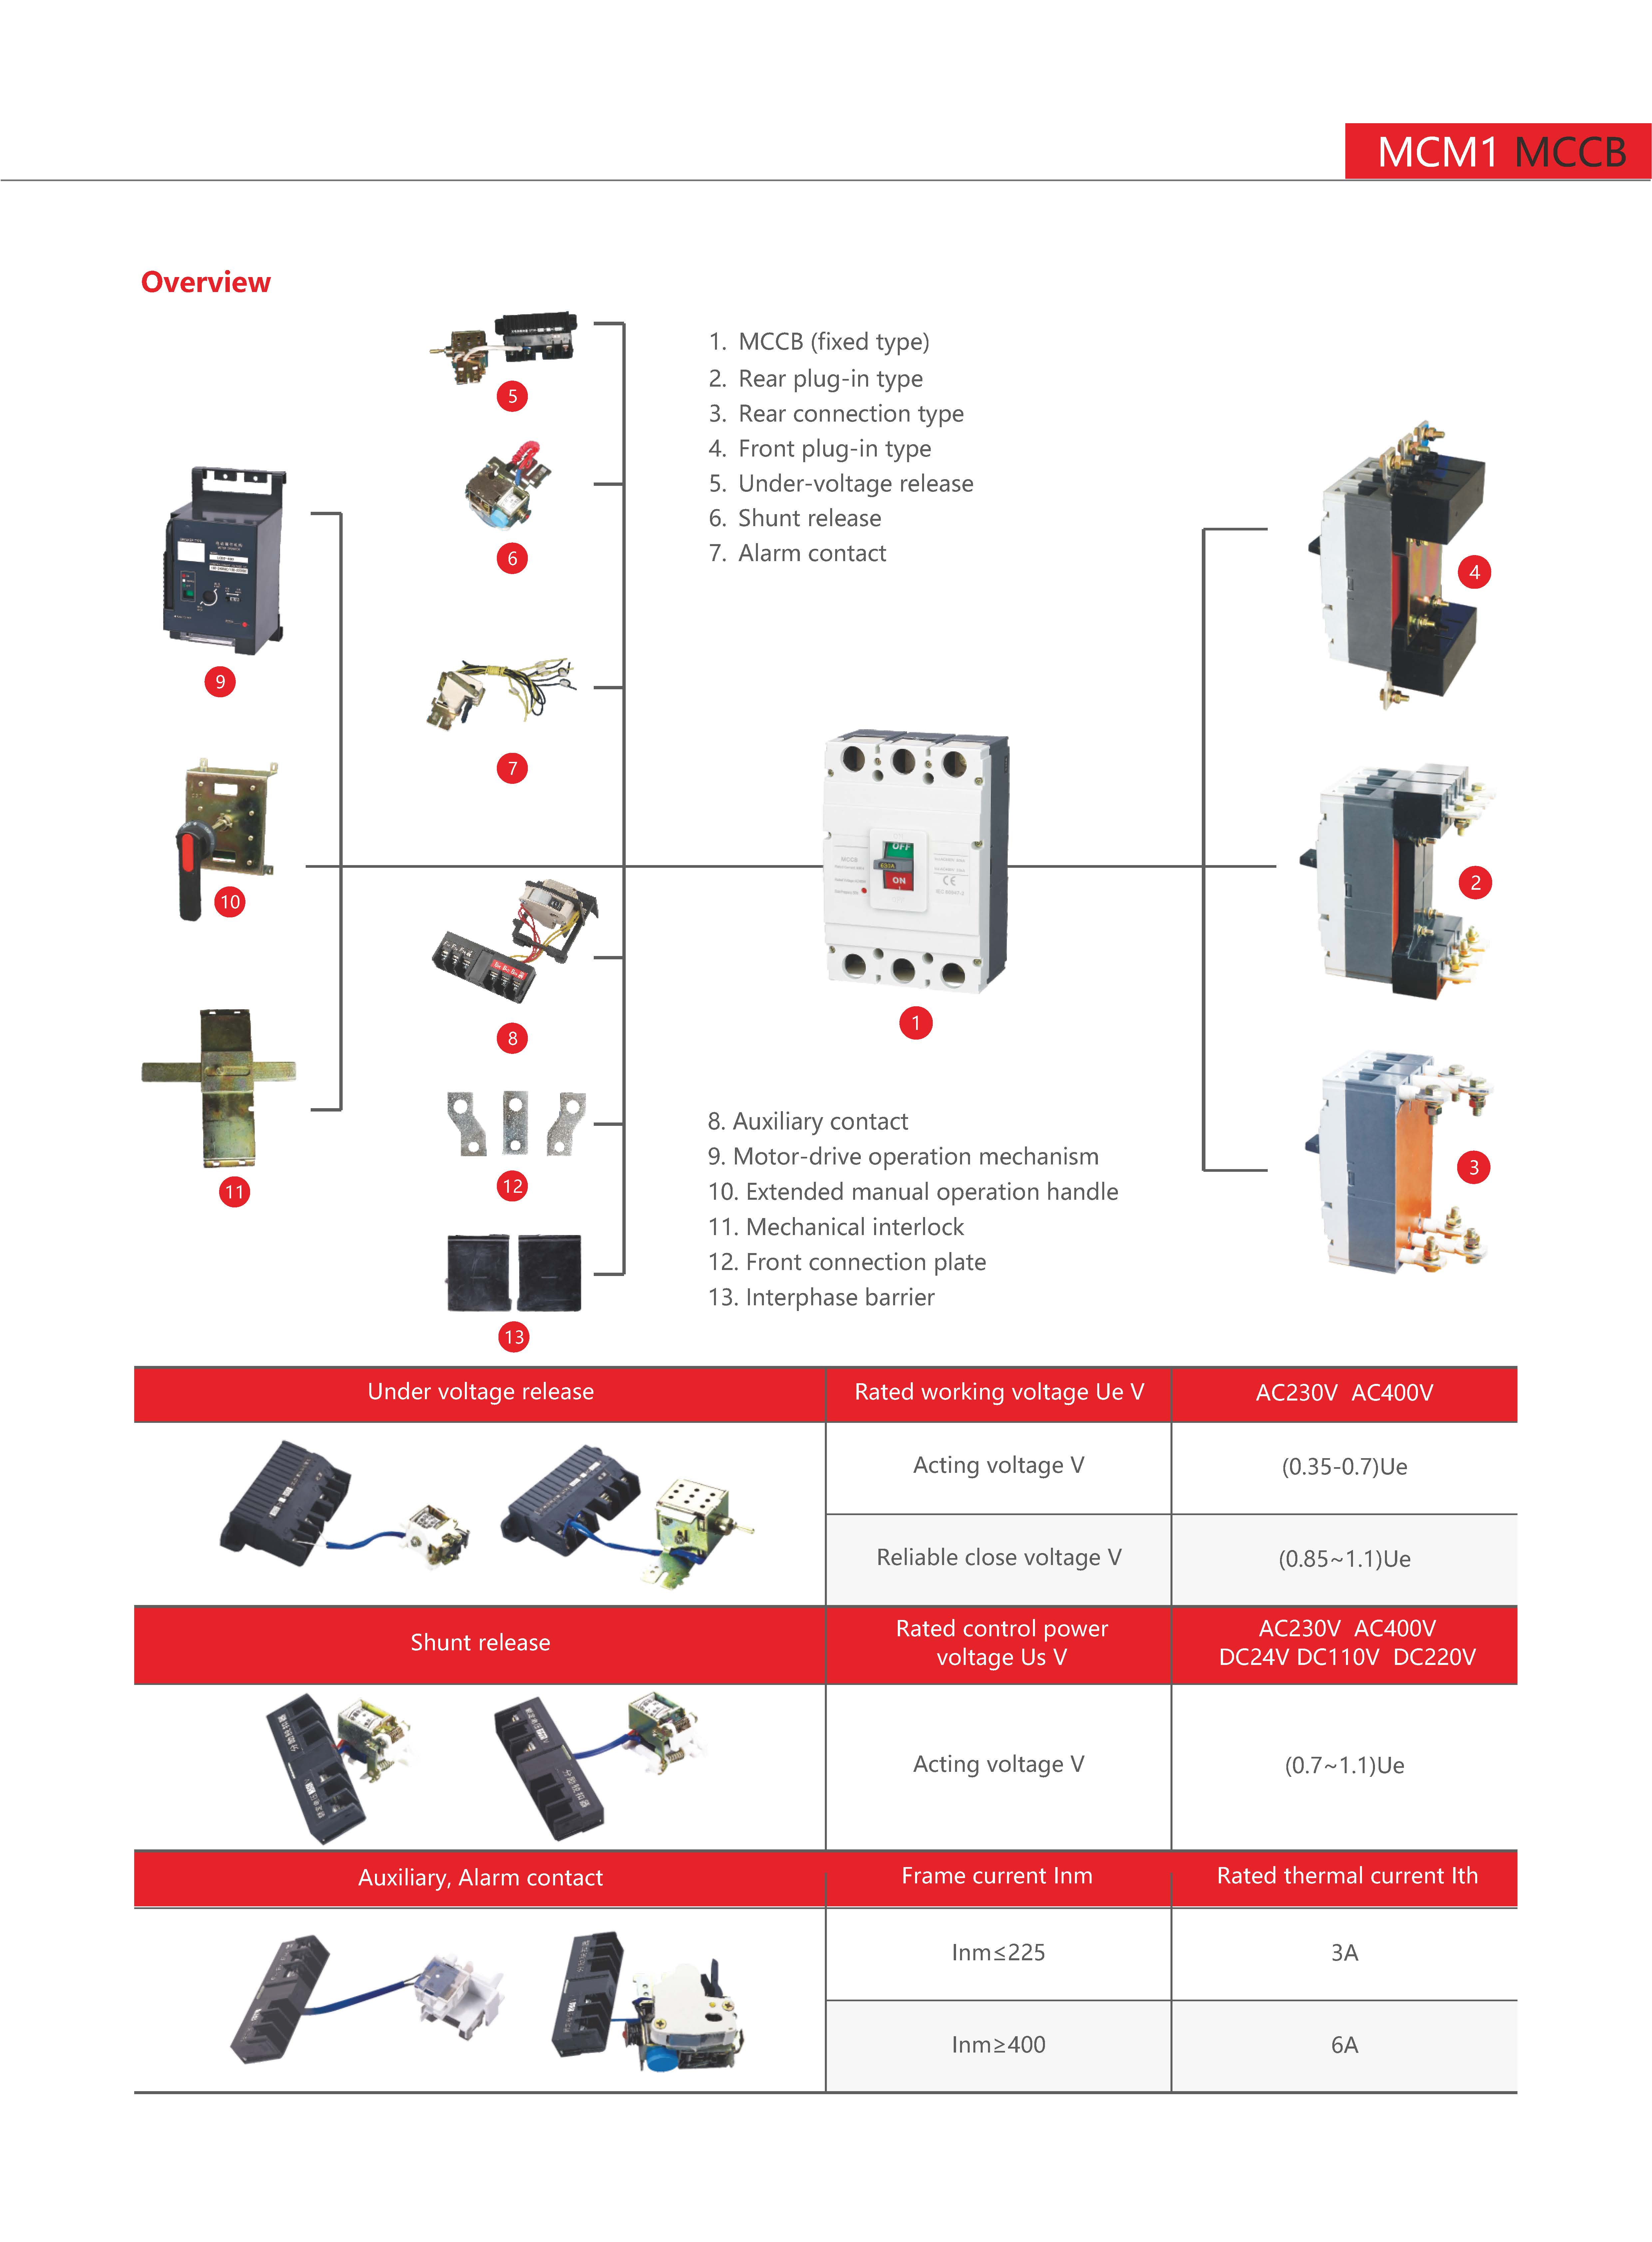 MCM1 MCCB
Overview
1. MCCB (fixed type)
2. Rear plug-in type
3. Rear connection type
4. Front plug-in type
5. Under-voltage release
6. Shunt release
7. Alarm contact
5
6
7
9
10
11
8
12
13
OFF
ON
MCCB
CE
1
4
2
3
8. Auxiliary contact
9. Motor-drive operation mechanism
10. Extended manual operation handle
11. Mechanical interlock
12. Front connection plate
13. Interphase barrier
Under voltage release
Rated working voltage Ue V
AC230V AC400V
Acting voltage V
(0.35-0.7)Ue
Reliable close voltage V
(0.85~1.1)Ue
Shunt release
Rated control power
voltage Us V
AC230V AC400V
DC24V DC110V DC220V
Acting voltage V
(0.7~1.1)Ue
Auxiliary, Alarm contact
Frame current Inm
Rated thermal current Ith
Inm≤225
3A
Inm≥400
6A